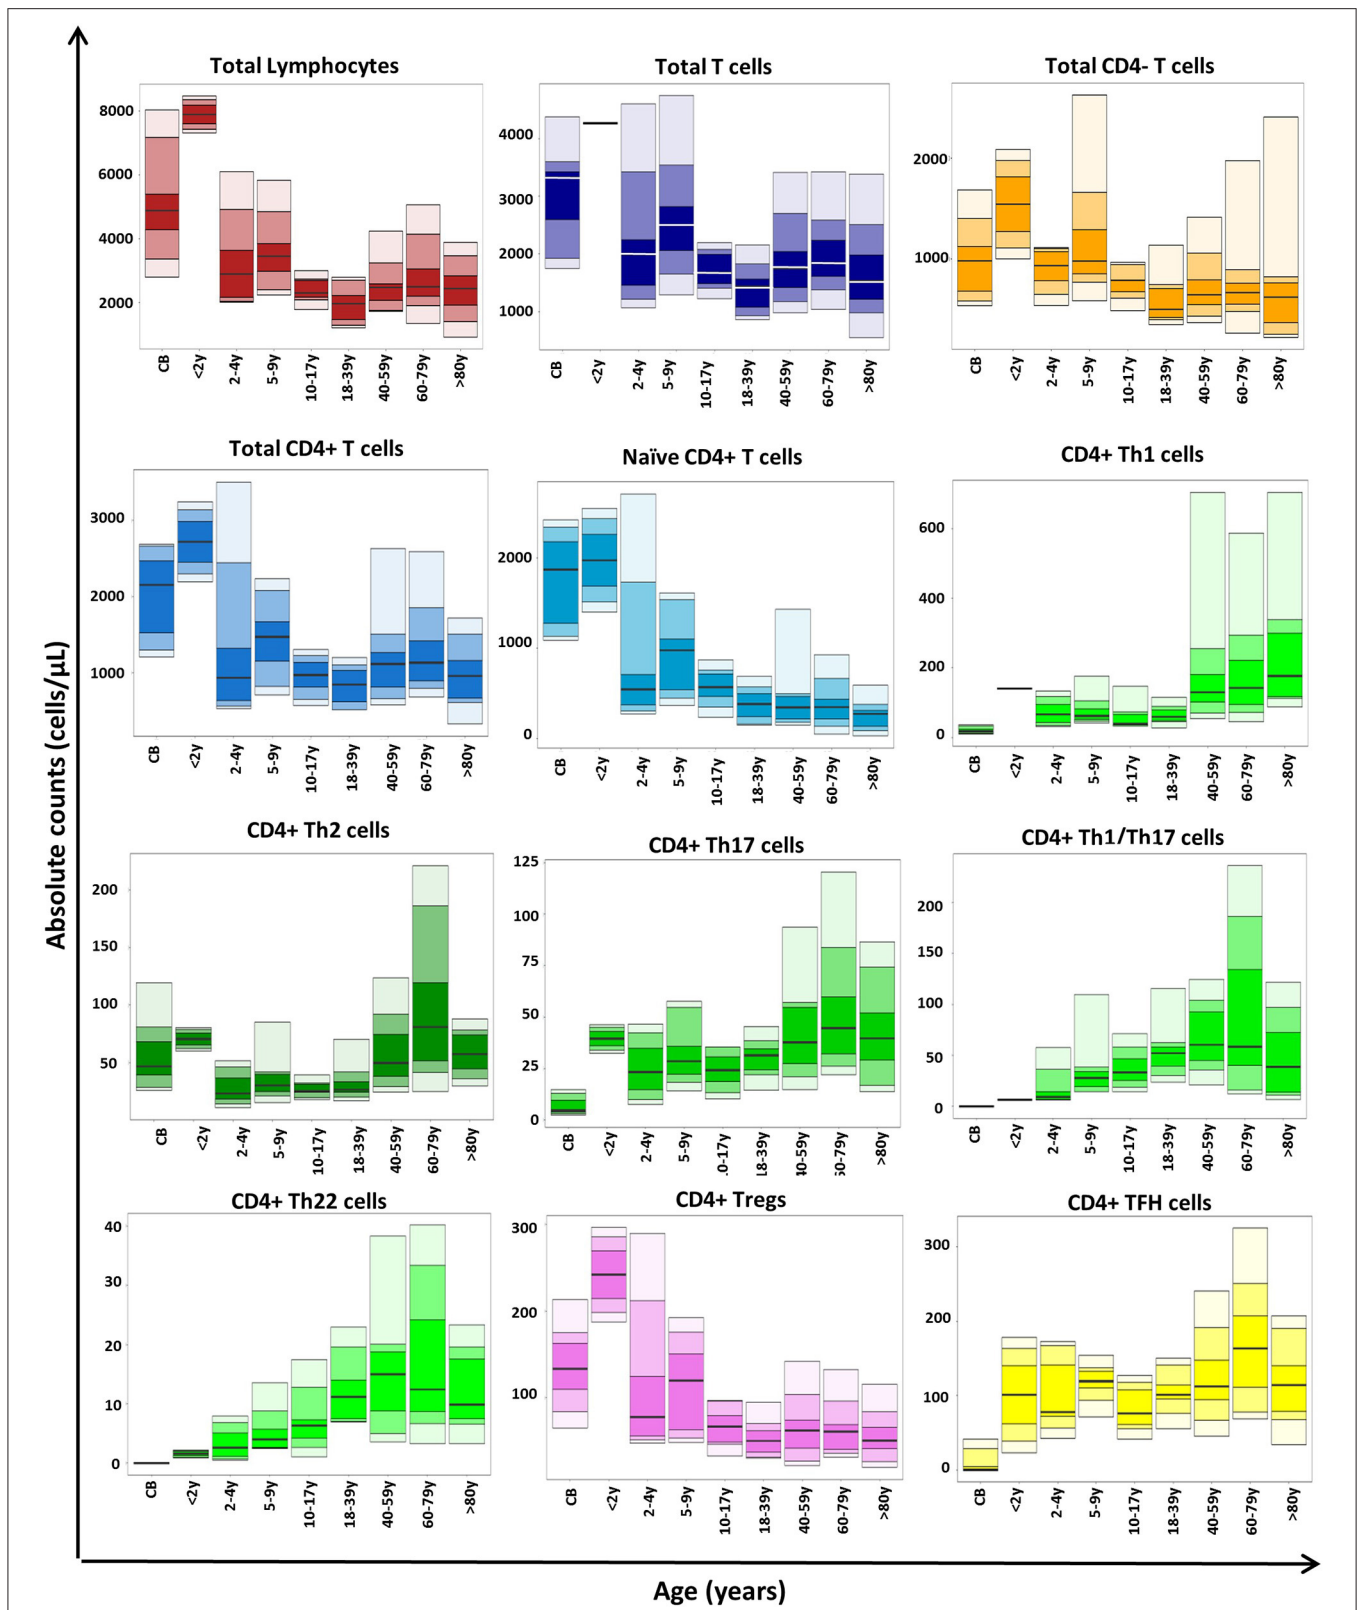 Absolute counts (cells/µL)
Total Lymphocytes
8000
6000
4000
2000
CB <2y 2-4y 5-9y 10-17y 18-39y 40-59y 60-79y >80y
Total T cells
4000
3000
2000
1000
CB <2y 2-4y 5-9y 10-17y 18-39y 40-59y 60-79y >80y
Total CD4- T cells
2000
1000
CB <2y 2-4y 5-9y 10-17y 18-39y 40-59y 60-79y >80y
Total CD4+ T cells
3000
2000
1000
CB <2y 2-4y 5-9y 10-17y 18-39y 40-59y 60-79y >80y
Naïve CD4+ T cells
2000
1000
0
CB <2y 2-4y 5-9y 10-17y 18-39y 40-59y 60-79y >80y
CD4+ Th1 cells
600
400
200
0
CB <2y 2-4y 5-9y 10-17y 18-39y 40-59y 60-79y >80y
CD4+ Th2 cells
200
150
100
50
CB <2y 2-4y 5-9y 10-17y 18-39y 40-59y 60-79y >80y
CD4+ Th17 cells
125
100
75
50
25
0
CB <2y 2-4y 5-9y 0-17y 18-39y 40-59y 60-79y >80y
CD4+ Th1/Th17 cells
200
150
100
50
0
CB <2y 2-4y 5-9y 10-17y 18-39y 40-59y 60-79y >80y
CD4+ Th22 cells
40
30
20
10
0
CB <2y 2-4y 5-9y 10-17y 18-39y 40-59y 60-79y >80y
CD4+ Tregs
300
200
100
CB <2y 2-4y 5-9y 10-17y 18-39y 40-59y 60-79y >80y
CD4+ TFH cells
300
200
100
0
CB <2y 2-4y 5-9y 10-17y 18-39y 40-59y 60-79y >80y
Age (years)